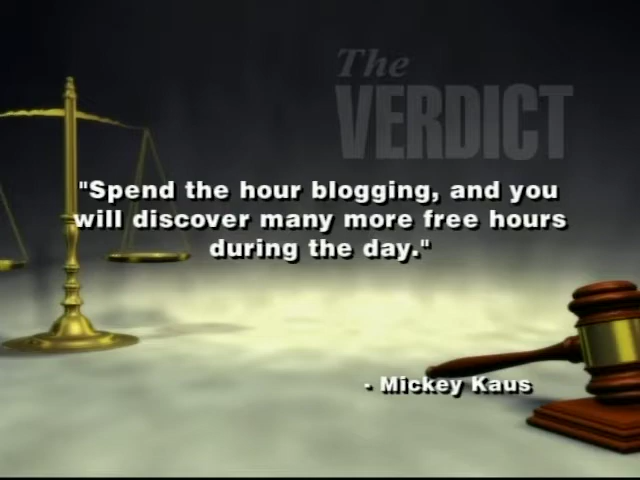 The
VERDICT
"Spend the hour blogging, and you
will discover many more free hours
during the day."
- Mickey Kaus